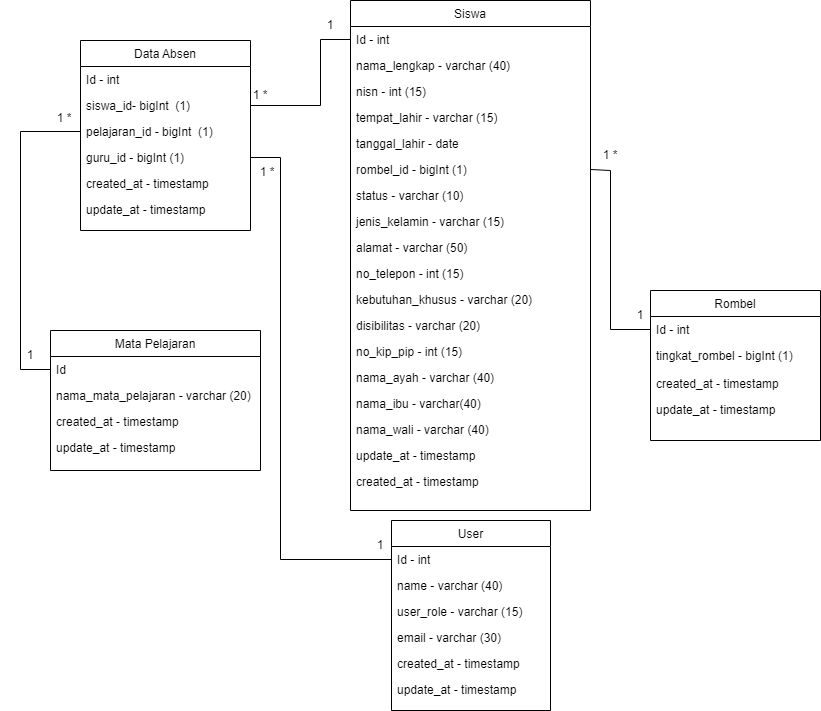 Data Absen
Id - int
siswa_id- bigInt (1)
pelajaran_id - bigInt (1)
guru_id - bigInt (1)
created_at - timestamp
update_at - timestamp
1 *
1 *
1 *
1
Siswa
Id - int
nama_lengkap - varchar (40)
nisn - int (15)
tempat_lahir - varchar (15)
tanggal_lahir - date
rombel_id - bigInt (1)
status - varchar (10)
jenis_kelamin - varchar (15)
alamat - varchar (50)
no_telepon - int (15)
kebutuhan_khusus - varchar (20)
disibilitas - varchar (20)
no_kip_pip - int (15)
nama_ayah - varchar (40)
nama_ibu - varchar(40)
nama_wali - varchar (40)
update_at - timestamp
created_at - timestamp
1 *
1
Rombel
Id - int
tingkat_rombel - bigInt (1)
created_at - timestamp
update_at - timestamp
1
Mata Pelajaran
Id
nama_mata_pelajaran - varchar (20)
created_at - timestamp
update_at - timestamp
1
User
Id - int
name - varchar (40)
user_role - varchar (15)
email - varchar (30)
created_at - timestamp
update_at - timestamp